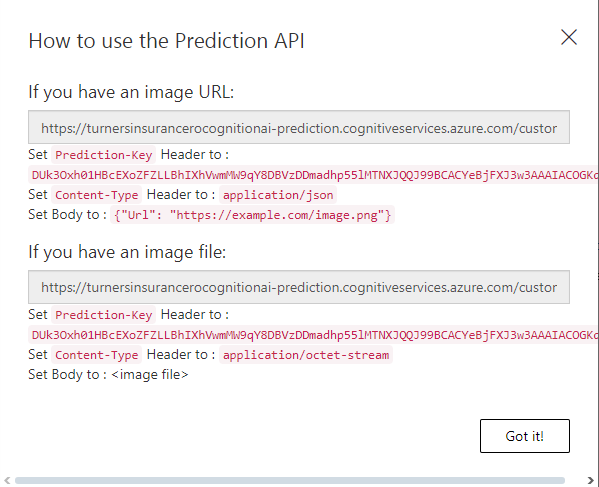 How to use the Prediction API
If you have an image URL:
https://turnersinsurancerocognitionai-prediction.cognitiveservices.azure.com/custor
Set Prediction-Key Header to :
Set Content-Type Header to : application/json
Set Body to : {"Url": "https://example.com/image.png"}
If you have an image file:
https://turnersinsurancerocognitionai-prediction.cognitiveservices.azure.com/custor
Set Prediction-Key Header to :
Set Content-Type Header to : application/octet-stream
Set Body to : <image file>
Got it!